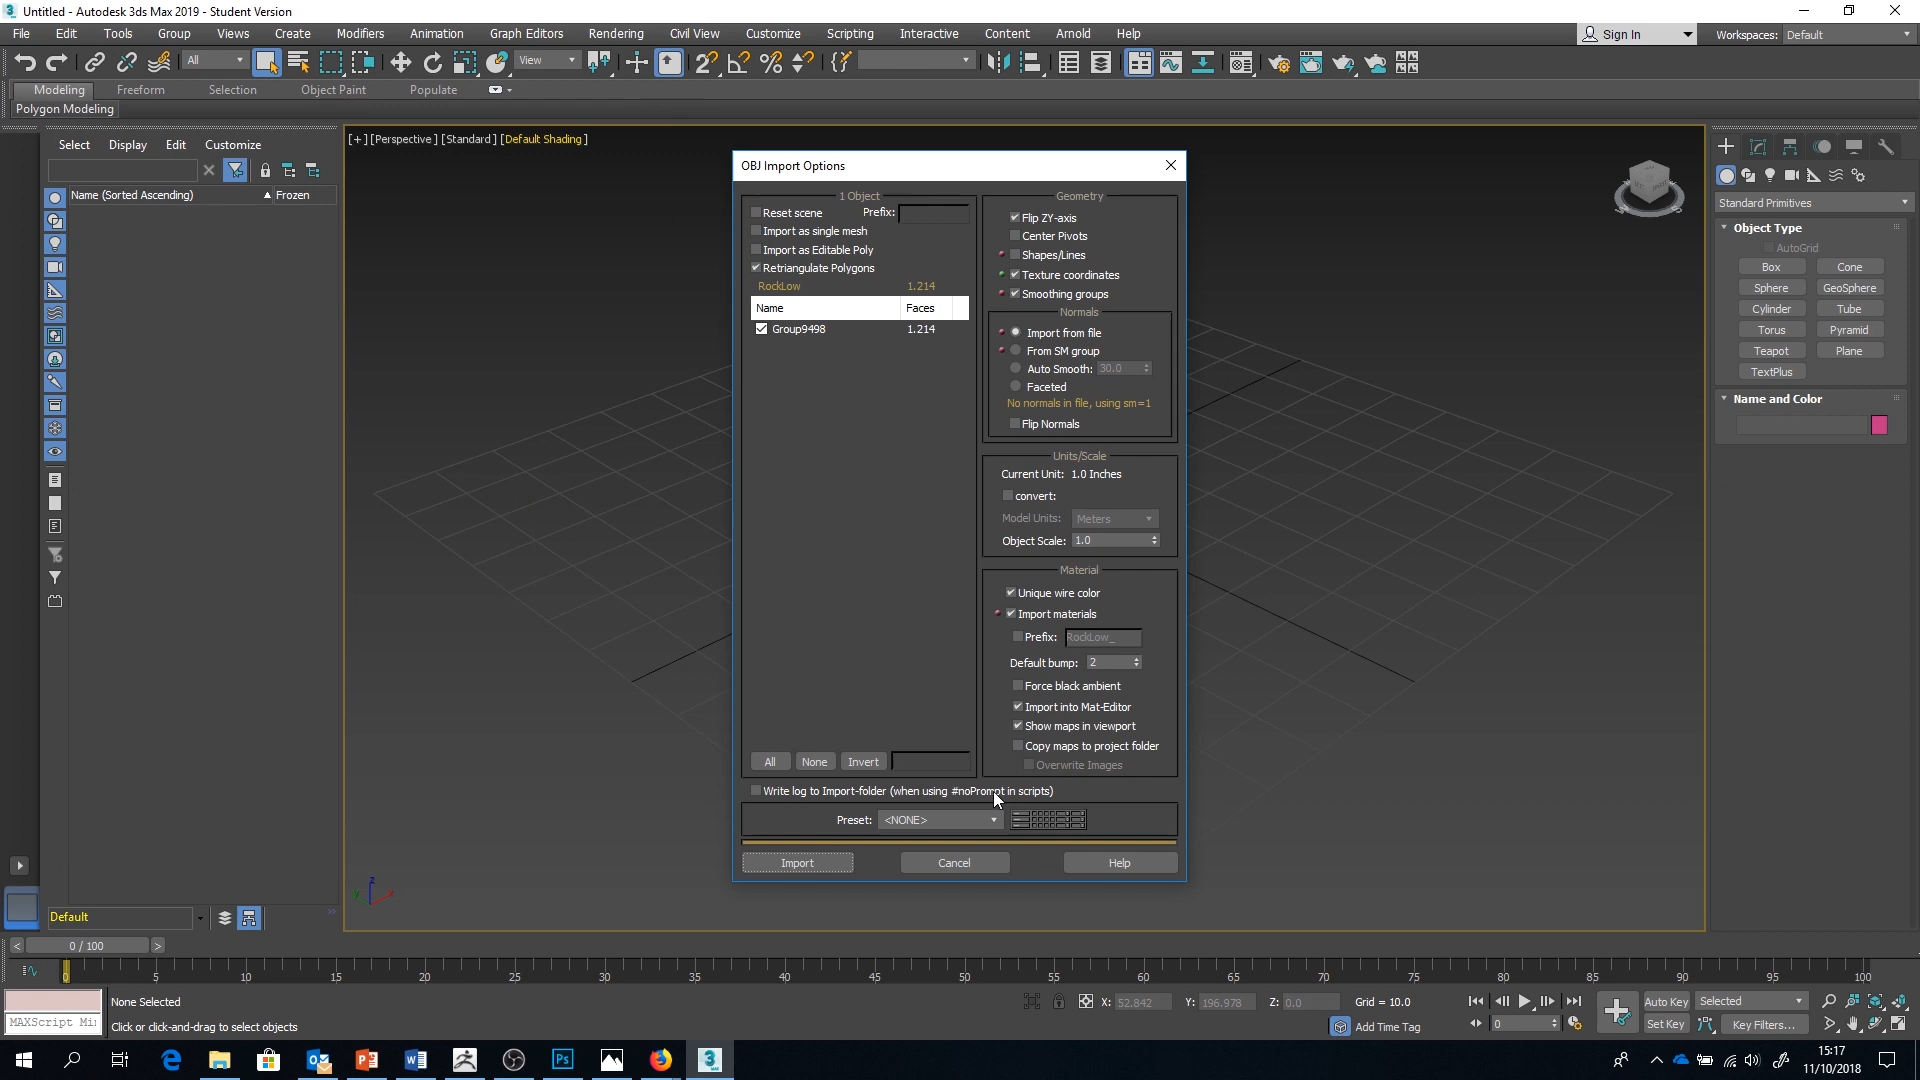 Untitled - Autodesk 3ds Max 2019 - Student Version
File Edit Tools Group Views Create Modifiers Animation Graph Editors Rendering Civil View Customize Scripting Interactive Content Arnold Help
Sign In Workspaces: Default
All View
Modeling Freeform Selection Object Paint Populate
Polygon Modeling
Select Display Edit Customize
Name (Sorted Ascending) Frozen
[+] [Perspective] [Standard] [Default Shading]
OBJ Import Options
1 Object
Reset scene Prefix:
Import as single mesh
Import as Editable Poly
Retriangulate Polygons
RockLow 1.214
Name Faces
Group9498 1.214
All None Invert
Geometry
Flip ZY-axis
Center Pivots
Shapes/Lines
Texture coordinates
Smoothing groups
Normals
Import from file
From SM group
Auto Smooth: 30.0
Faceted
No normals in file, using sm=1
Flip Normals
Units/Scale
Current Unit: 1.0 Inches
convert:
Model Units: Meters
Object Scale: 1.0
Material
Unique wire color
Import materials
Prefix: RockLow_
Default bump: 2
Force black ambient
Import into Mat-Editor
Show maps in viewport
Copy maps to project folder
Overwrite Images
Write log to Import-folder (when using #noPrompt in scripts)
Preset: <NONE>
Import Cancel Help
Standard Primitives
Object Type
AutoGrid
Box Cone
Sphere GeoSphere
Cylinder Tube
Torus Pyramid
Teapot Plane
TextPlus
Name and Color
z
y x
Default
< 0 / 100 >
0 5 10 15 20 25 30 35 40 45 50 55 60 65 70 75 80 85 90 95 100
None Selected
MAXScript Mi
Click or click-and-drag to select objects
X: 52.842 Y: 196.978 Z: 0.0 Grid = 10.0
Add Time Tag
0
Auto Key Selected
Set Key Key Filters...
15:17
11/10/2018